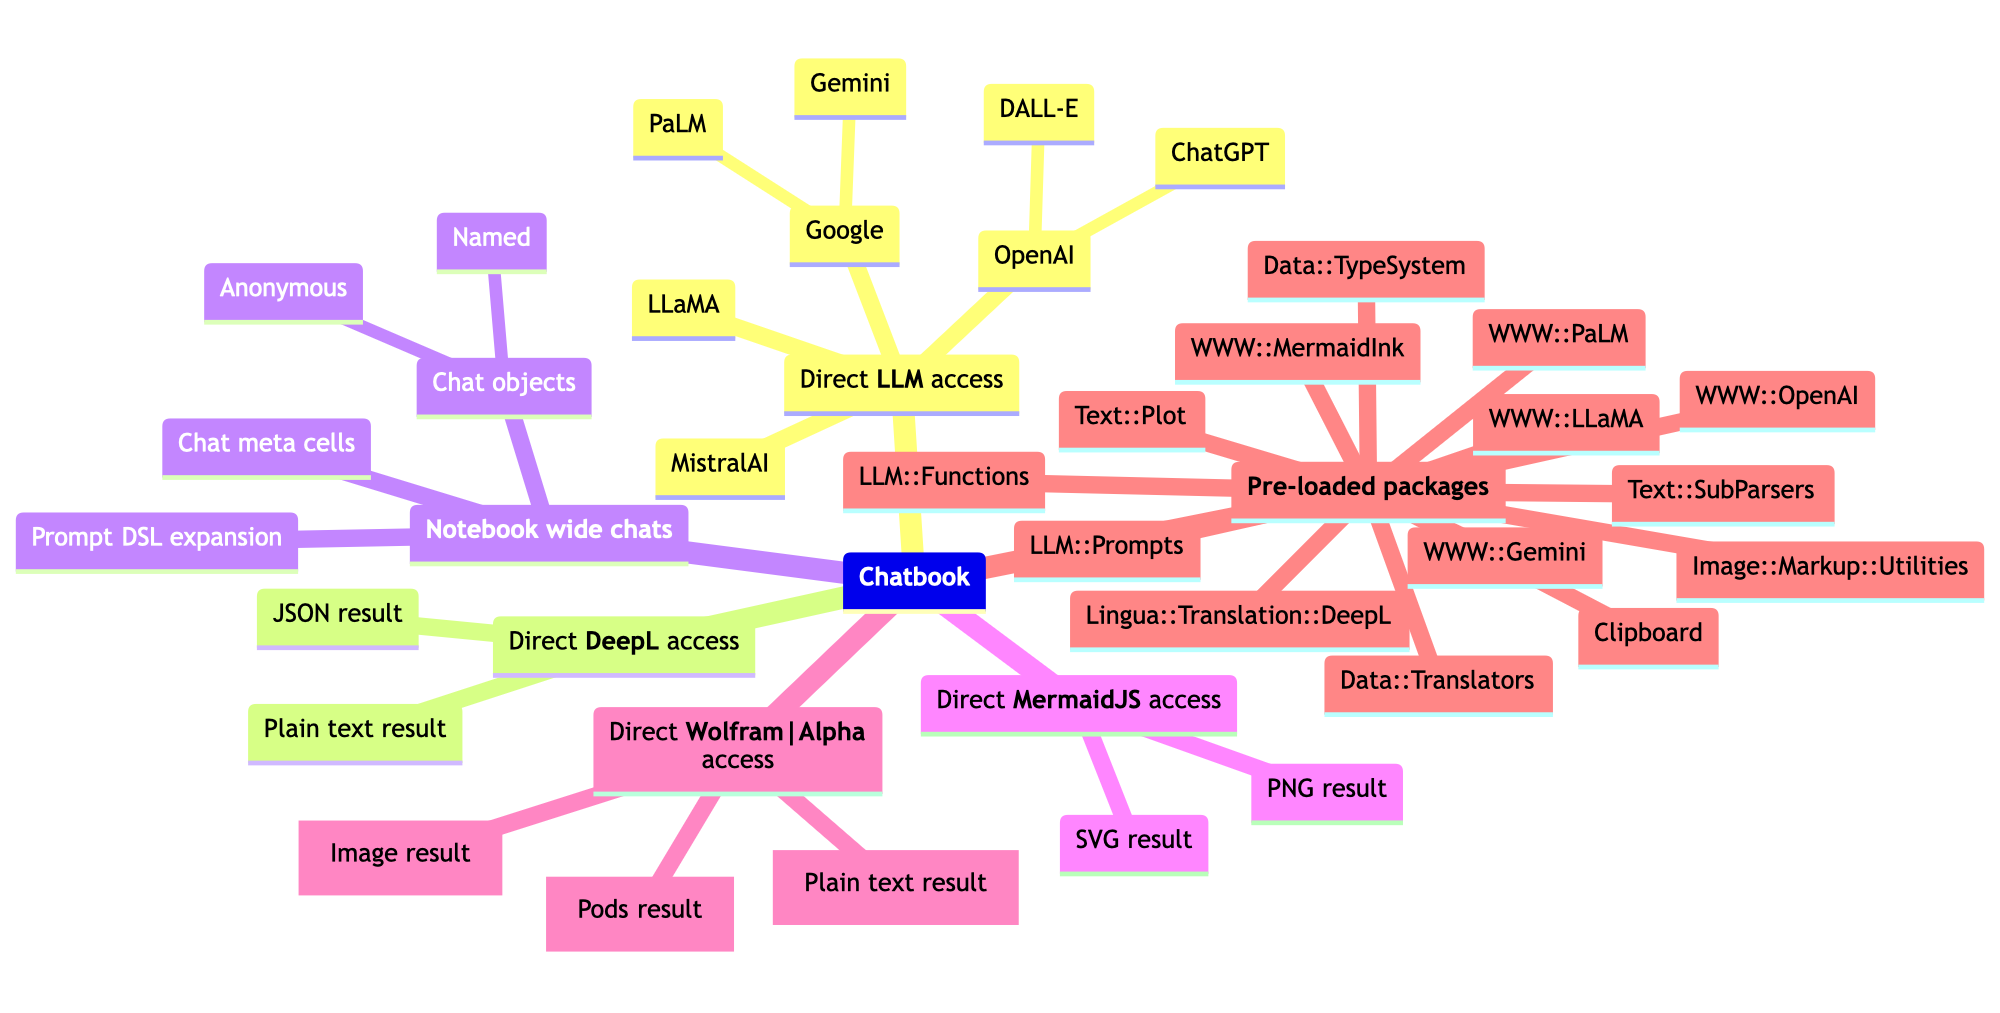 Gemini
DALL-E
PaLM
ChatGPT
Named
Google
OpenAI
Data::TypeSystem
Anonymous
LLaMA
WWW::PaLM
WWW::MermaidInk
Chat objects
Direct LLM access
WWW::OpenAI
Text::Plot
WWW::LLaMA
Chat meta cells
MistralAI
LLM::Functions
Pre-loaded packages
Text::SubParsers
Notebook wide chats
Prompt DSL expansion
LLM::Prompts
WWW::Gemini
Image::Markup::Utilities
Chatbook
JSON result
Lingua::Translation::DeepL
Clipboard
Direct DeepL access
Data::Translators
Direct MermaidJS access
Plain text result
Direct Wolfram|Alpha
access
PNG result
SVG result
Image result
Plain text result
Pods result